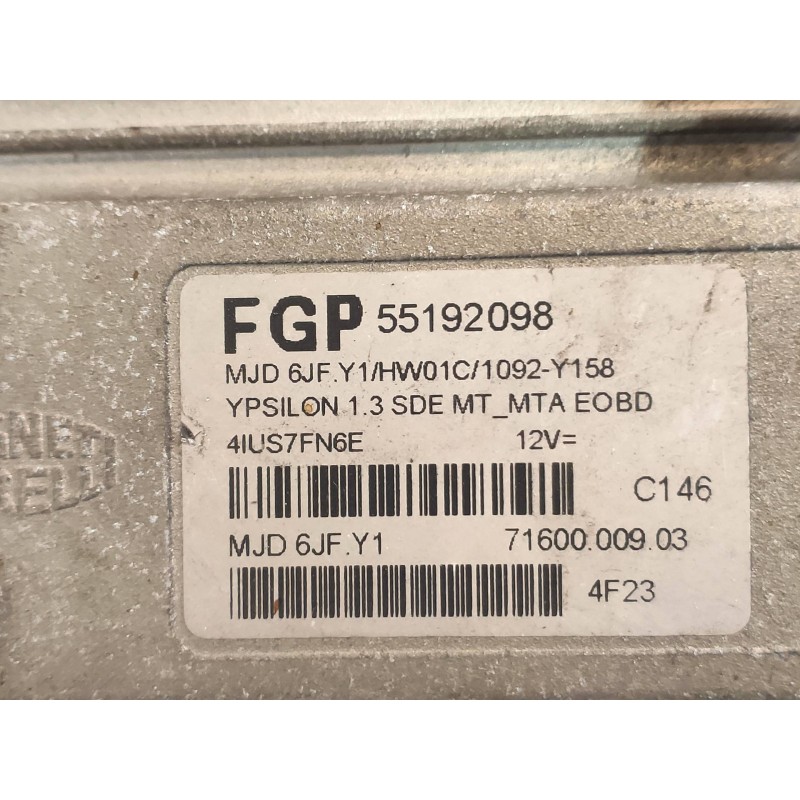 FGP 55192098
MJD 6JF.Y1/HW01C/1092-Y158
YPSILON 1.3 SDE MT_MTA EOBD
4IUS7FN6E 12V=
C146
MJD 6JF.Y1 71600.009.03
4F23